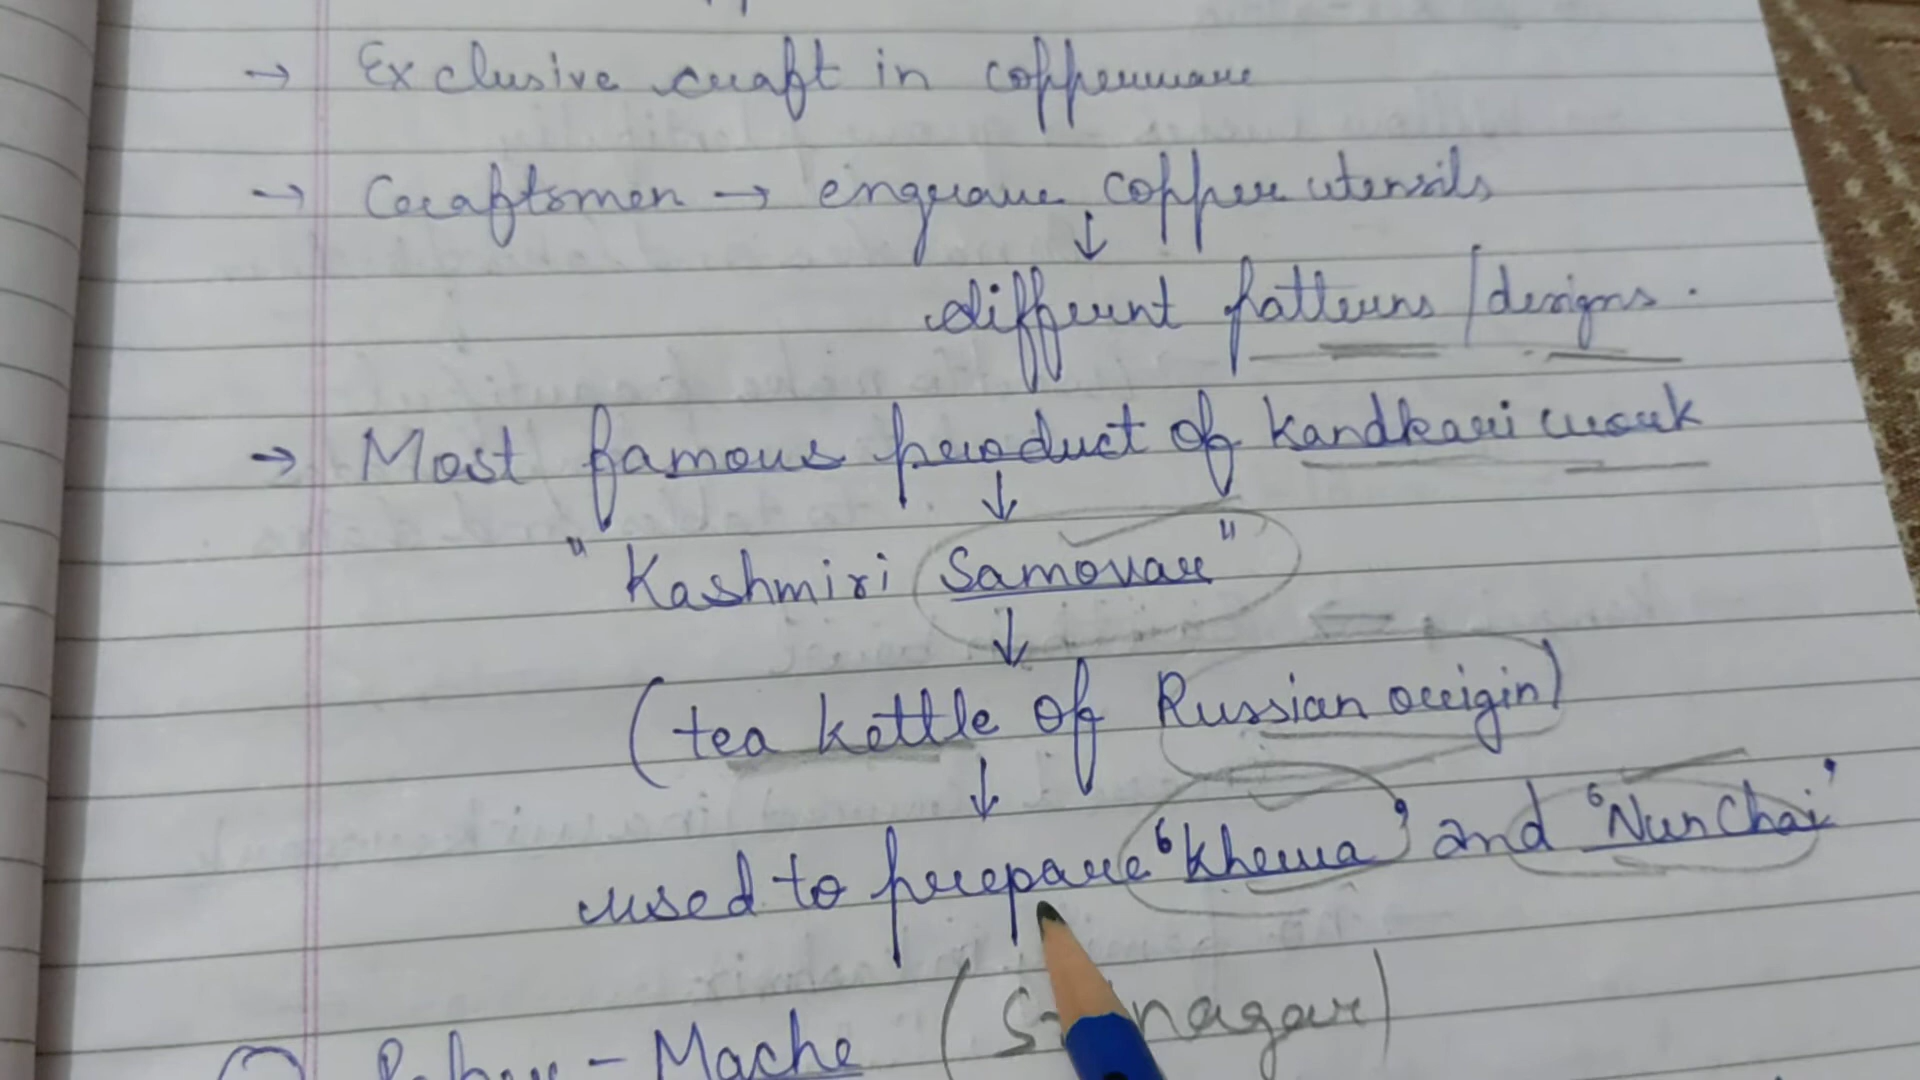 → Exclusive craft in copperware
→ Craftsmen → engrave copper utensils
↓
different patterns / designs.
→ Most famous product of Kandkari work
↓
"Kashmiri Samovar"
↓
(tea kettle of Russian origin)
↓
used to prepare 'Khewa' and 'Nun Chai'
- Mache